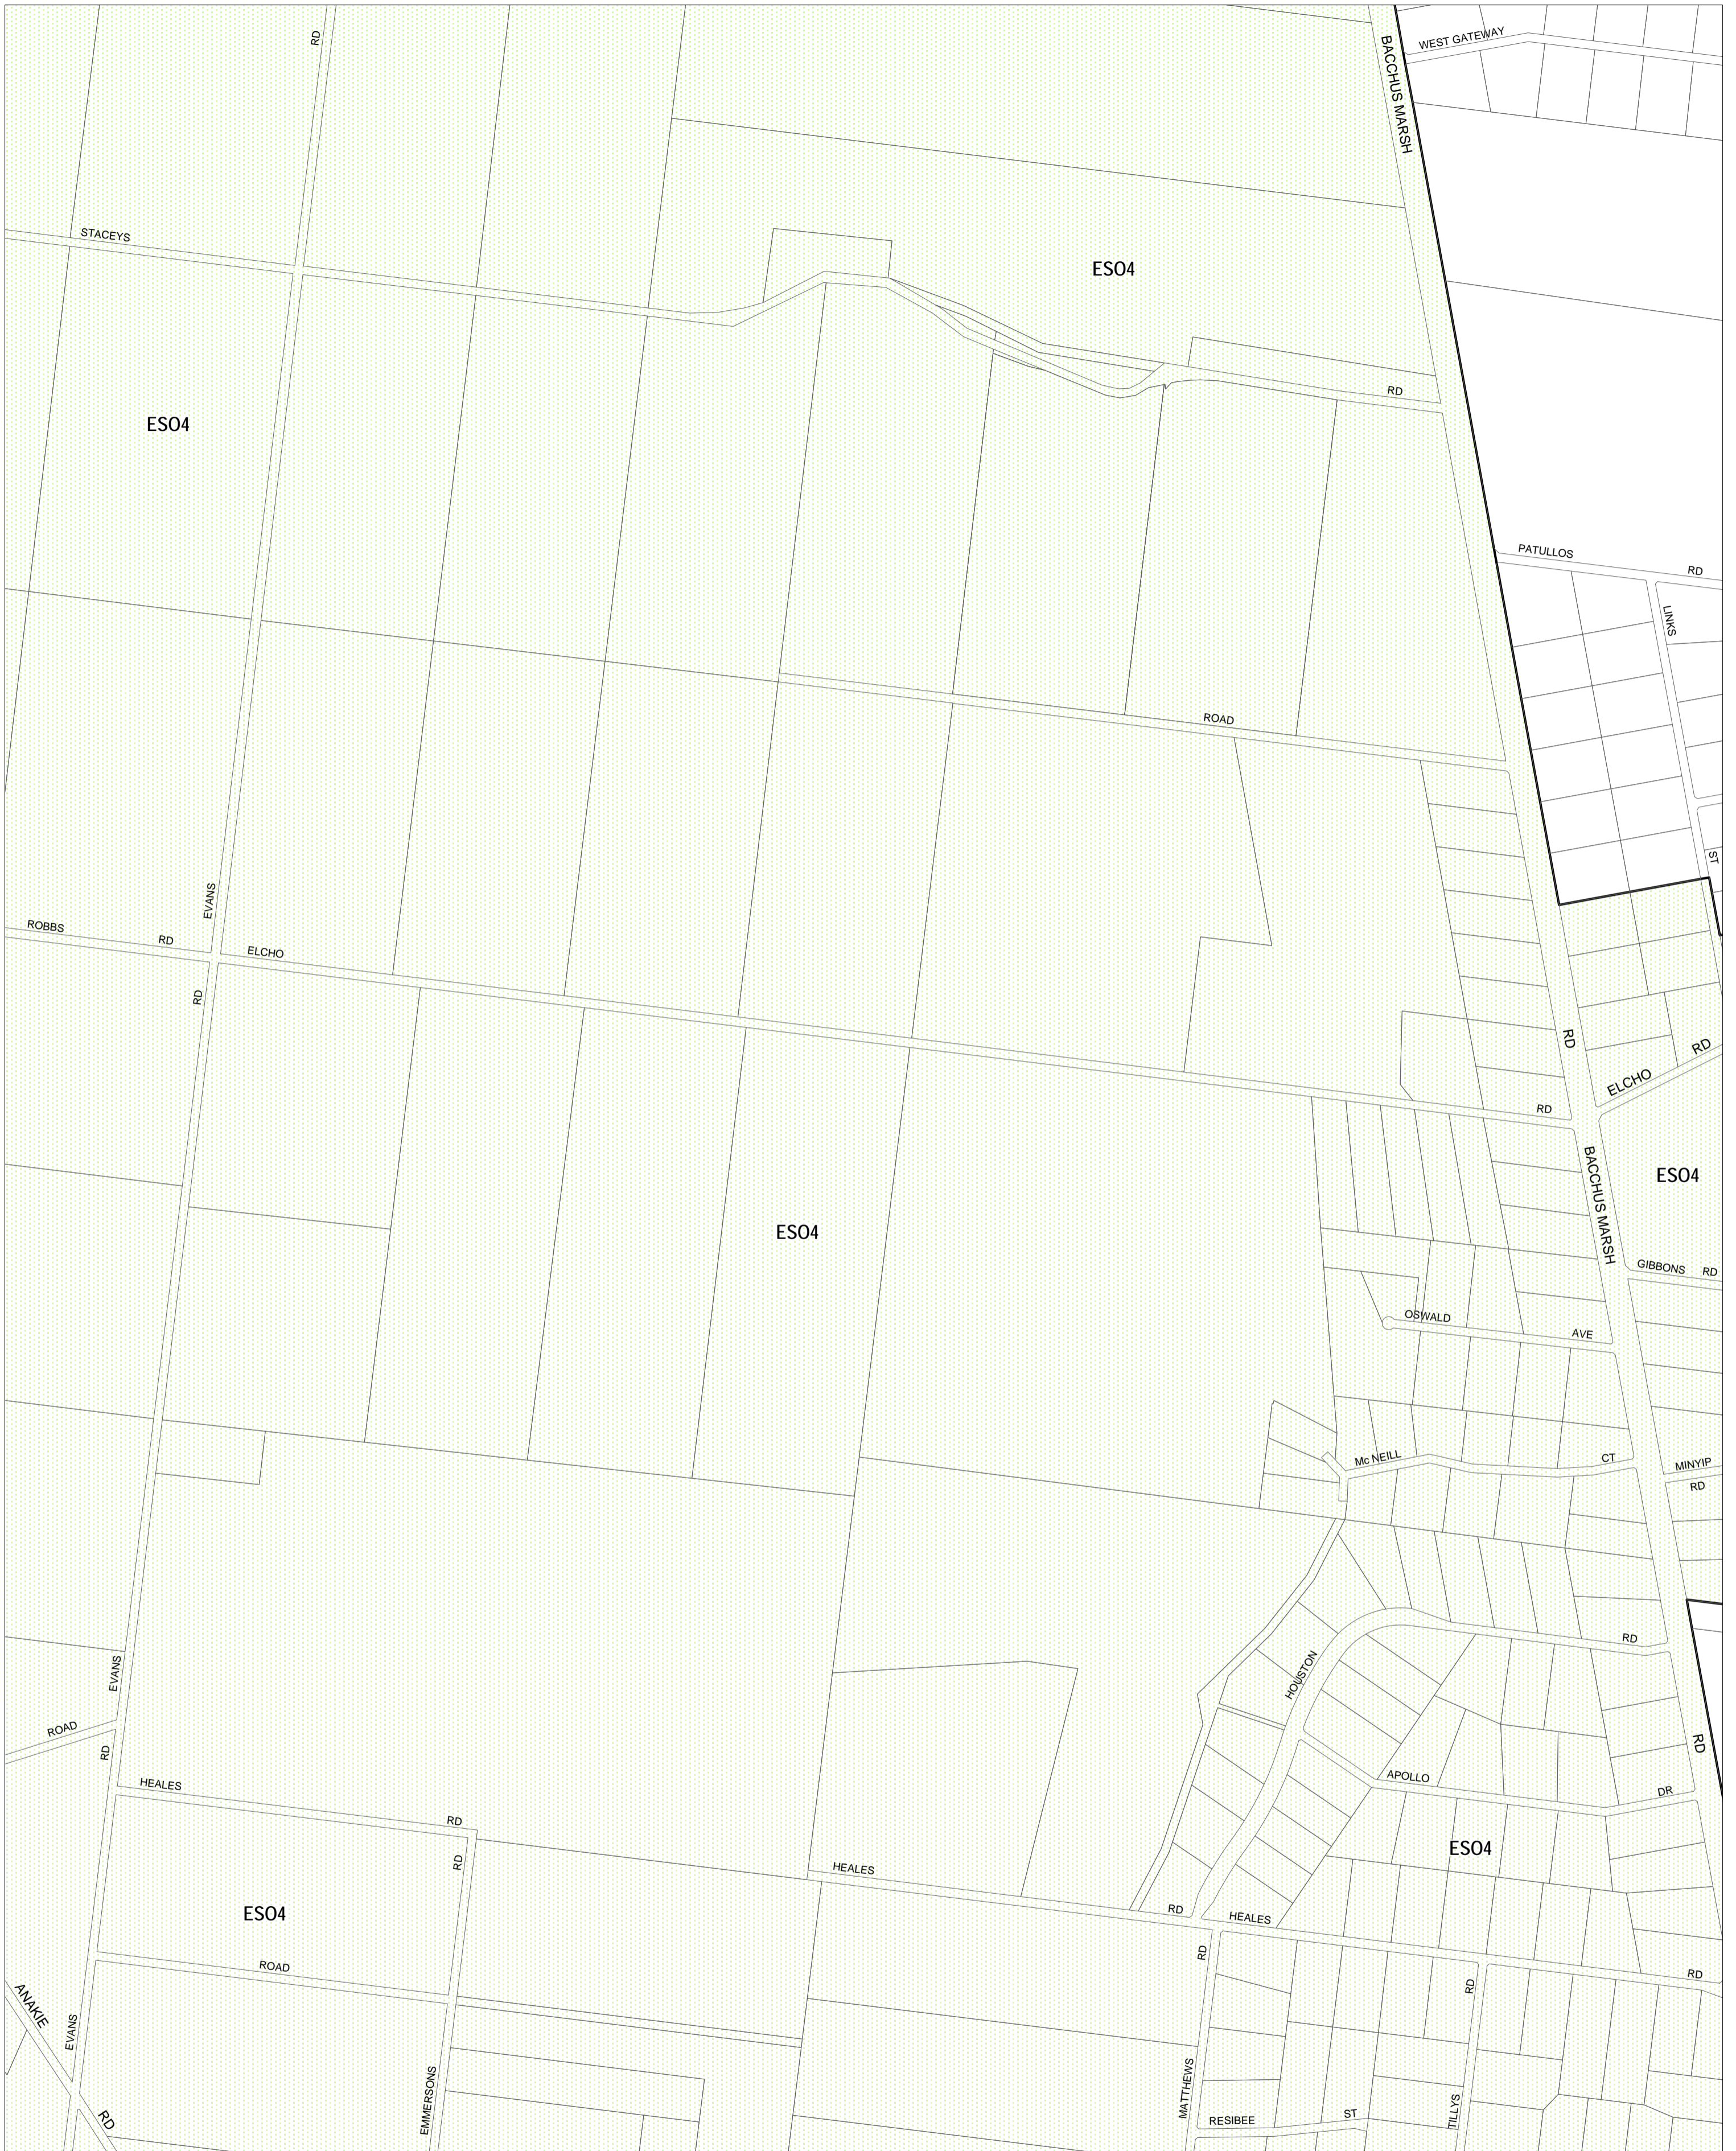 RD
BACCHUS MARSH
WEST GATEWAY
STACEYS
ESO4
RD
ESO4
PATULLOS
RD
LINKS
ROAD
ST
EVANS
ROBBS
RD
ELCHO
RD
RD
ELCHO
RD
RD
BACCHUS MARSH
ESO4
ESO4
GIBBONS
RD
OSWALD
AVE
Mc NEILL
CT
MINYIP
RD
HOUSTON
RD
EVANS
ROAD
RD
RD
HEALES
RD
RD
APOLLO
DR
ESO4
HEALES
RD
HEALES
RD
ESO4
ROAD
RD
RD
ANAKIE
EVANS
EMMERSONS
MATTHEWS
TILLYS
RESIBEE
ST
RD